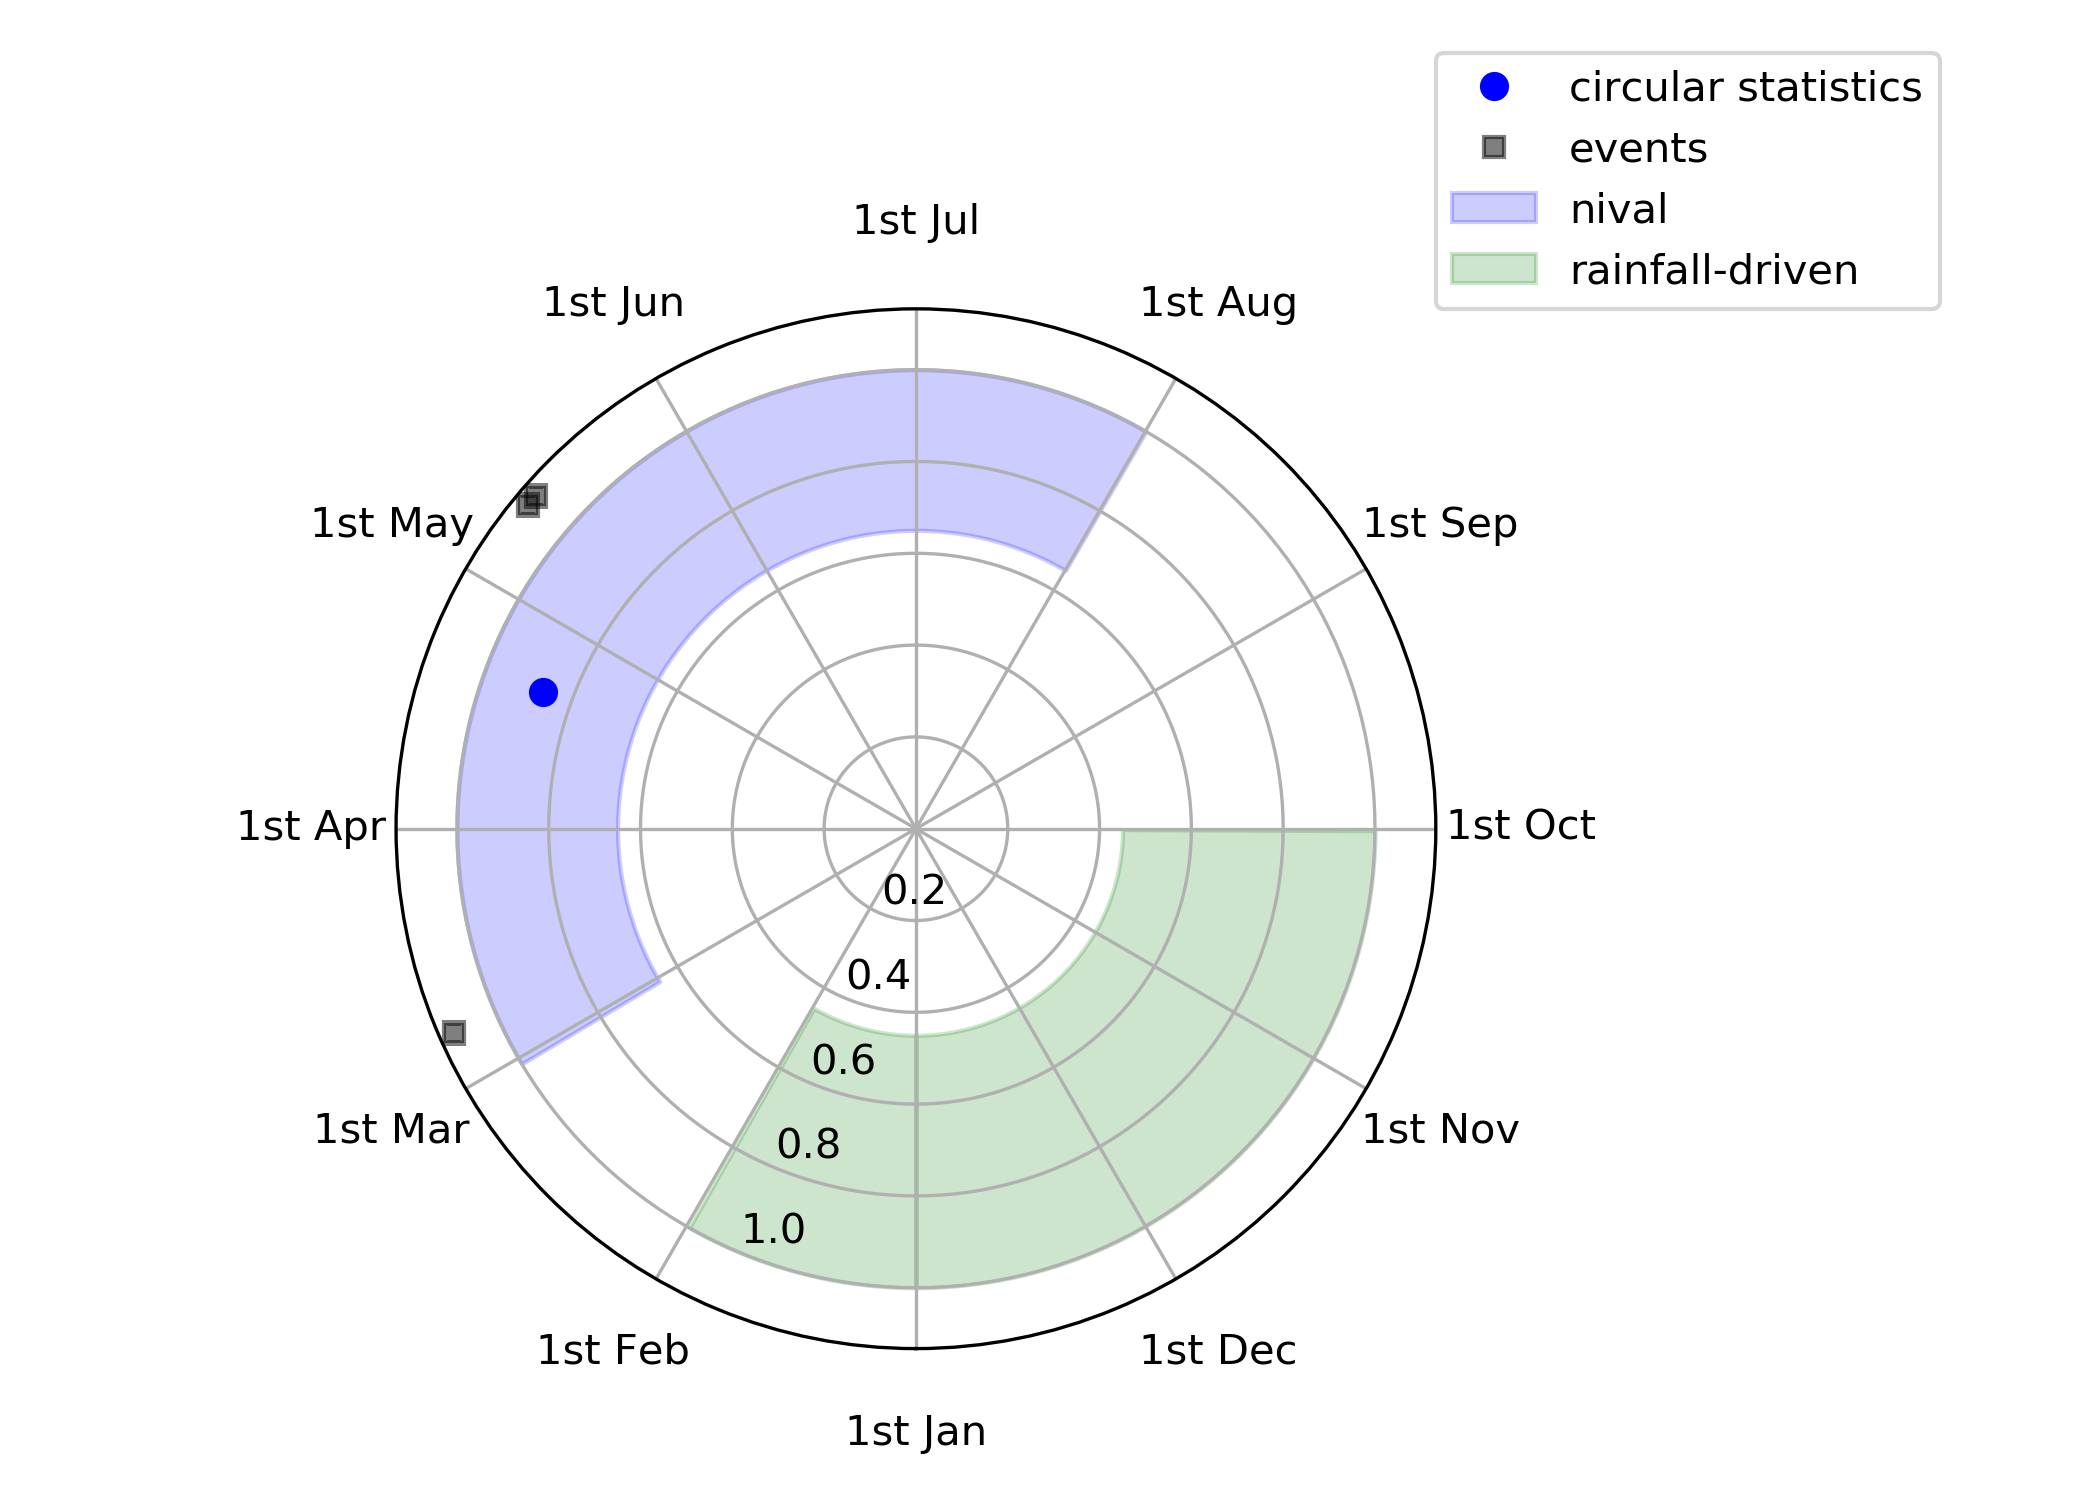 circular statistics
events
nival
rainfall-driven
1st Jul
1st Jun
1st Aug
1st May
1st Sep
1st Apr
1st Oct
0.2
0.4
0.6
0.8
1.0
1st Mar
1st Nov
1st Feb
1st Dec
1st Jan